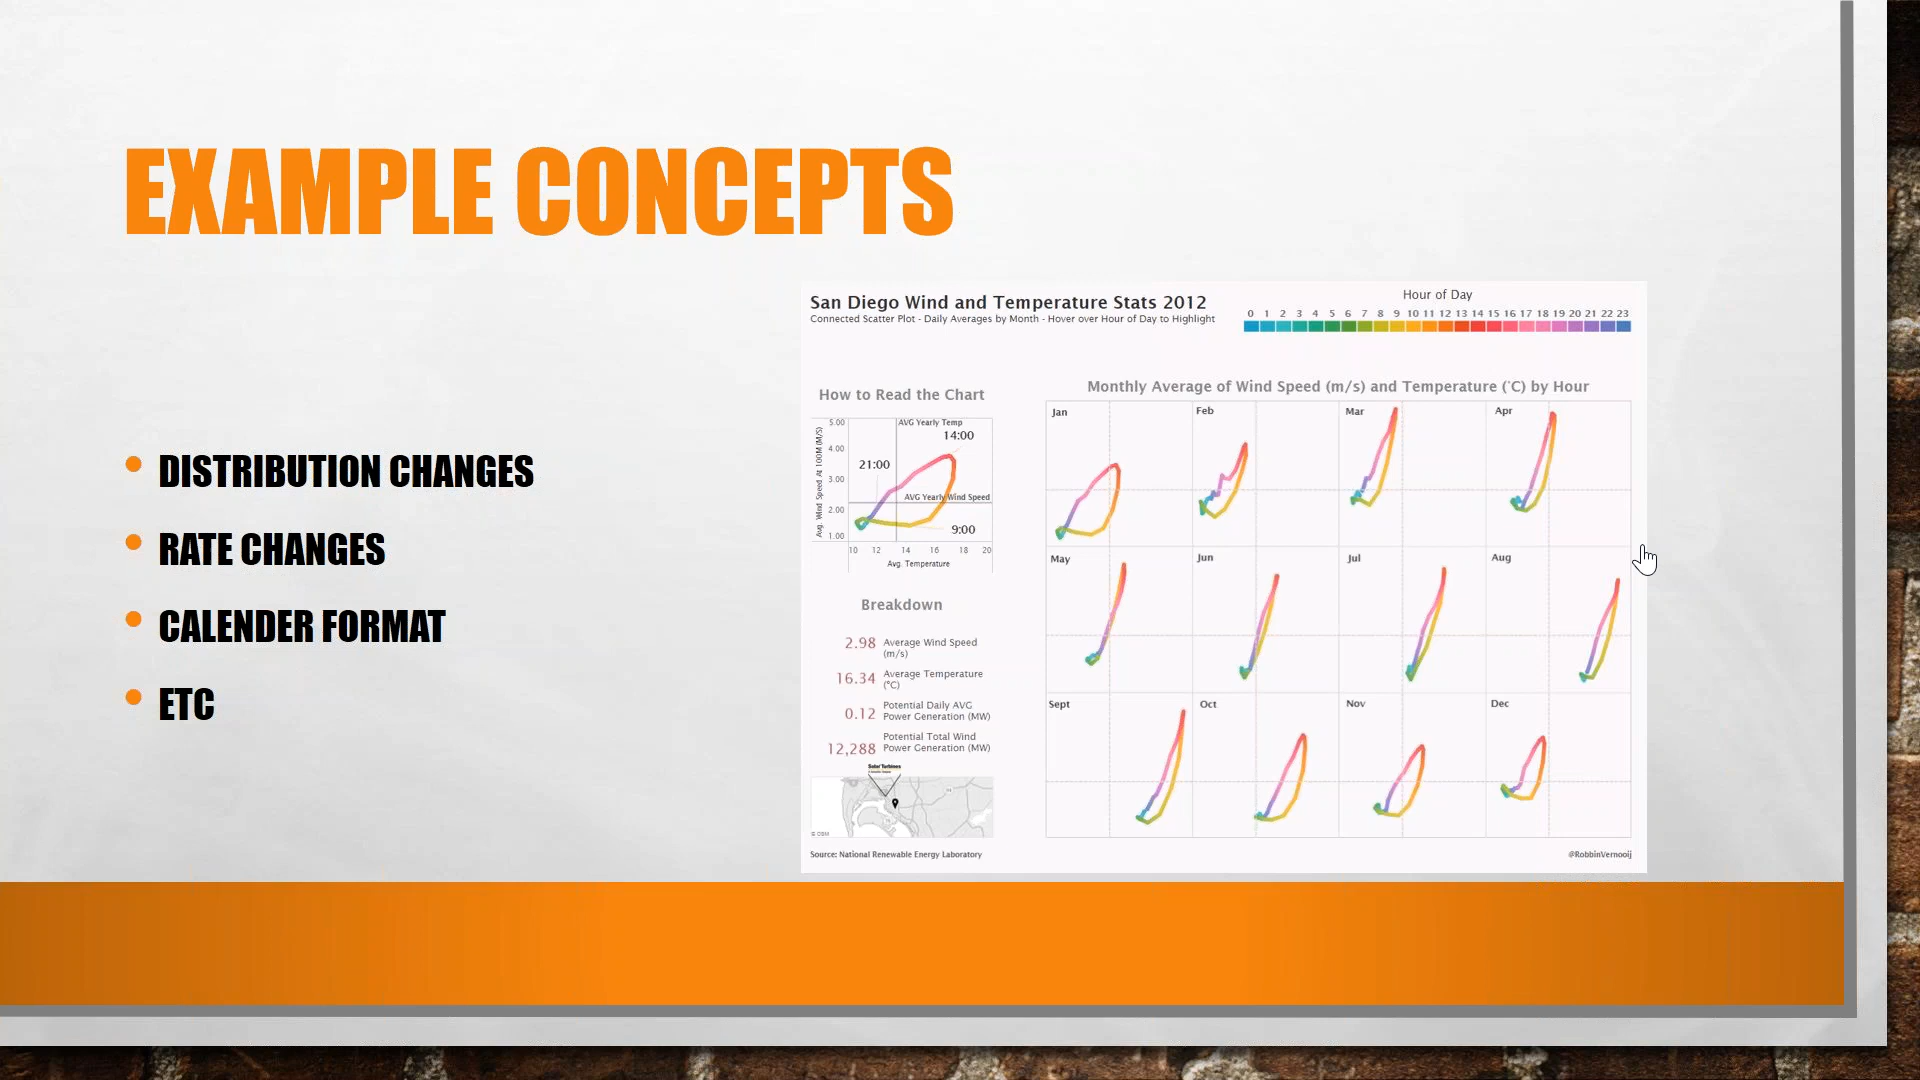 EXAMPLE CONCEPTS
DISTRIBUTION CHANGES
RATE CHANGES
CALENDER FORMAT
ETC
San Diego Wind and Temperature Stats 2012
Connected Scatter Plot - Daily Averages by Month - Hover over Hour of Day to Highlight
Hour of Day
0 1 2 3 4 5 6 7 8 9 10 11 12 13 14 15 16 17 18 19 20 21 22 23
How to Read the Chart
Avg. Wind Speed At 100M (M/S)
5.00
4.00
3.00
2.00
1.00
AVG Yearly Temp
14:00
21:00
AVG Yearly Wind Speed
9:00
10 12 14 16 18 20
Avg. Temperature
Breakdown
2.98 Average Wind Speed
(m/s)
16.34 Average Temperature
(°C)
0.12 Potential Daily AVG
Power Generation (MW)
12,288 Potential Total Wind
Power Generation (MW)
Solar Turbines
© OSM
Source: National Renewable Energy Laboratory
Monthly Average of Wind Speed (m/s) and Temperature (°C) by Hour
Jan Feb Mar Apr
May Jun Jul Aug
Sept Oct Nov Dec
@RobbinVernooij